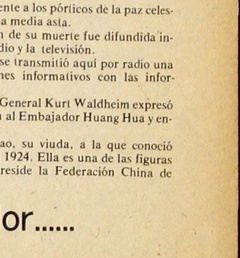 ente a los pórticos de la paz celes-
a media asta.
n de su muerte fue difundida in-
dio y la televisión.
se transmitió aquí por radio una
nes informativos con las infor-
General Kurt Waldheim expresó
al Embajador Huang Hua y en-
ao, su viuda, a la que conoció
1924. Ella es una de las figuras
reside la Federación China de
or......